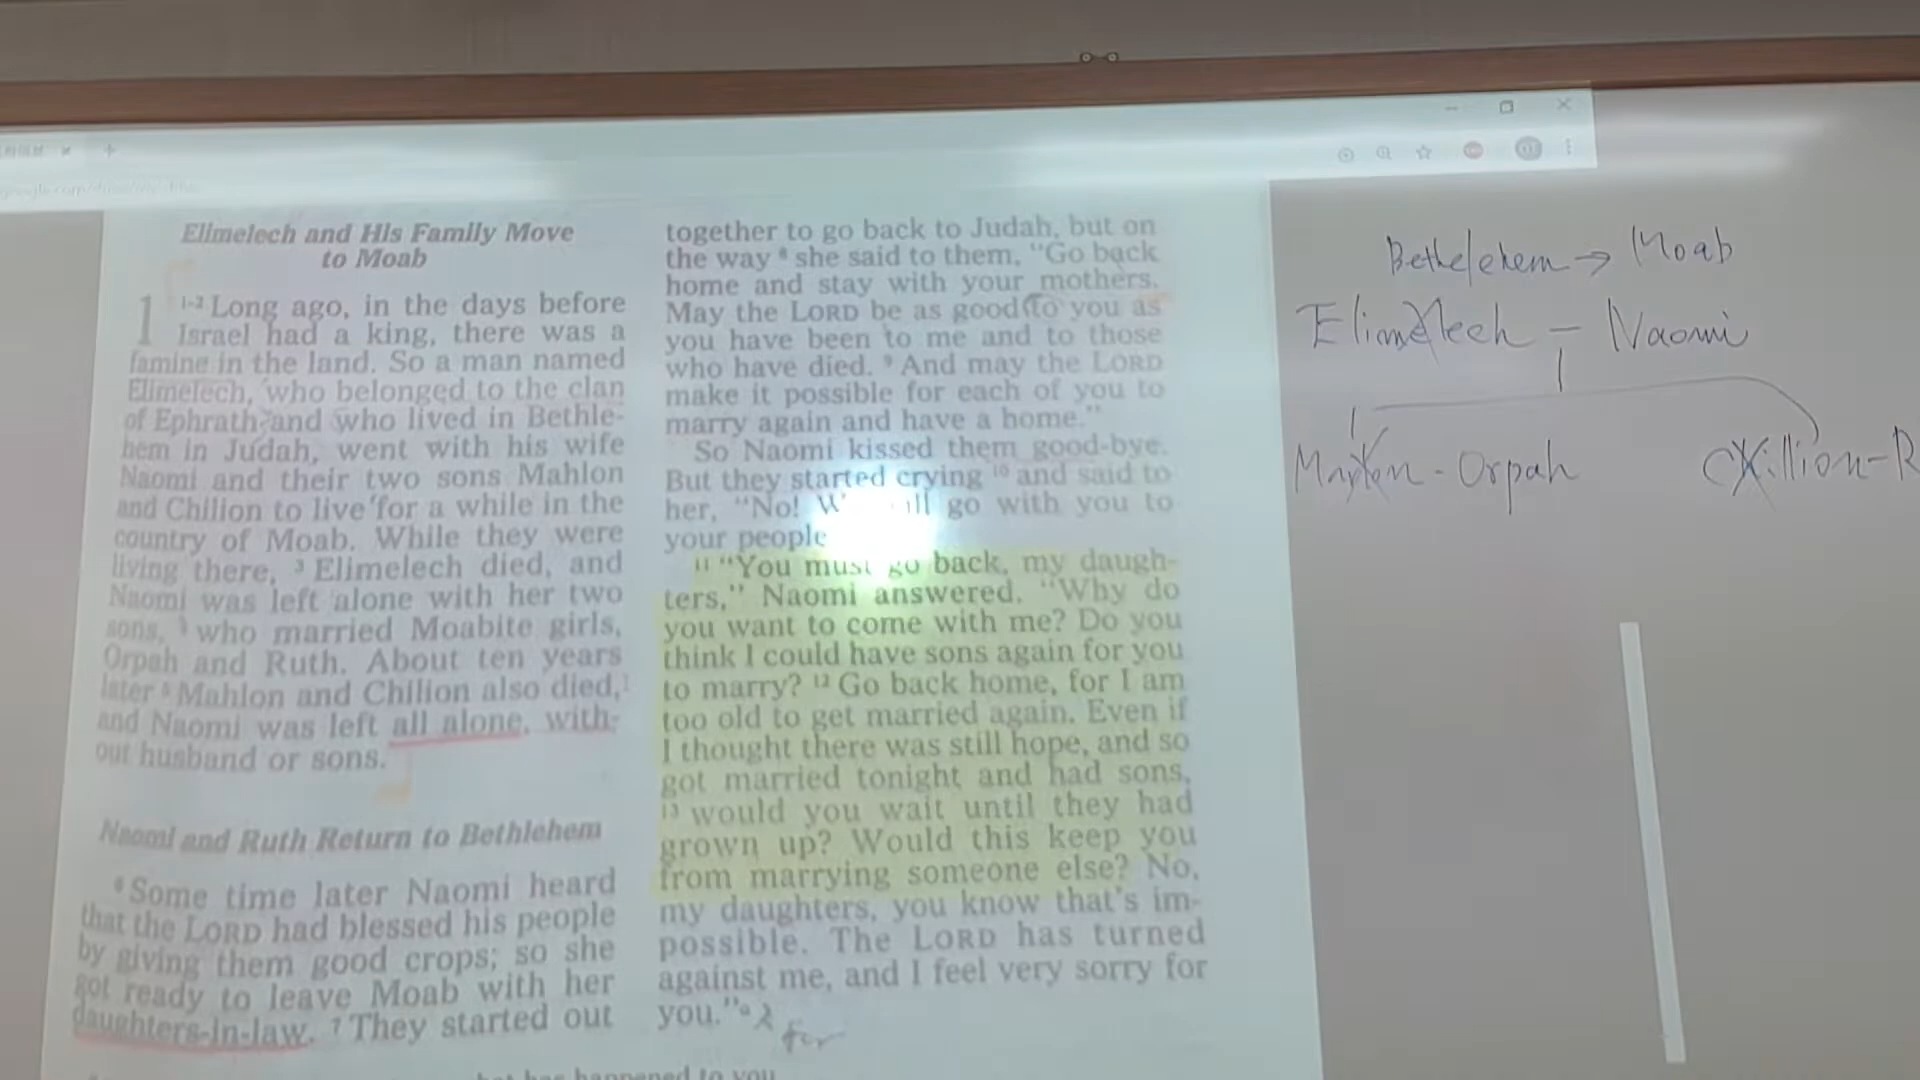 Elimelech and His Family Move
to Moab
1 1-2 Long ago, in the days before
Israel had a king, there was a
famine in the land. So a man named
Elimelech, who belonged to the clan
of Ephrath and who lived in Bethle-
hem in Judah, went with his wife
Naomi and their two sons Mahlon
and Chilion to live for a while in the
country of Moab. While they were
living there, 3 Elimelech died, and
Naomi was left alone with her two
sons, who married Moabite girls,
Orpah and Ruth. About ten years
later 5 Mahlon and Chilion also died,
and Naomi was left all alone, with-
out husband or sons.
Naomi and Ruth Return to Bethlehem
6 Some time later Naomi heard
that the LORD had blessed his people
by giving them good crops; so she
got ready to leave Moab with her
daughters-in-law. 7 They started out
together to go back to Judah, but on
the way 8 she said to them, "Go back
home and stay with your mothers.
May the LORD be as good to you as
you have been to me and to those
who have died. 9 And may the LORD
make it possible for each of you to
marry again and have a home."
So Naomi kissed them good-bye.
But they started crying 10 and said to
her, "No! W ill go with you to
your people
11 "You must go back, my daugh-
ters," Naomi answered. "Why do
you want to come with me? Do you
think I could have sons again for you
to marry? 12 Go back home, for I am
too old to get married again. Even if
I thought there was still hope, and so
got married tonight and had sons,
13 would you wait until they had
grown up? Would this keep you
from marrying someone else? No,
my daughters, you know that's im-
possible. The LORD has turned
against me, and I feel very sorry for
you."
for
happened to you
Bethelehem → Moab
Elimelech - Naomi
Orpah
Chillion-R